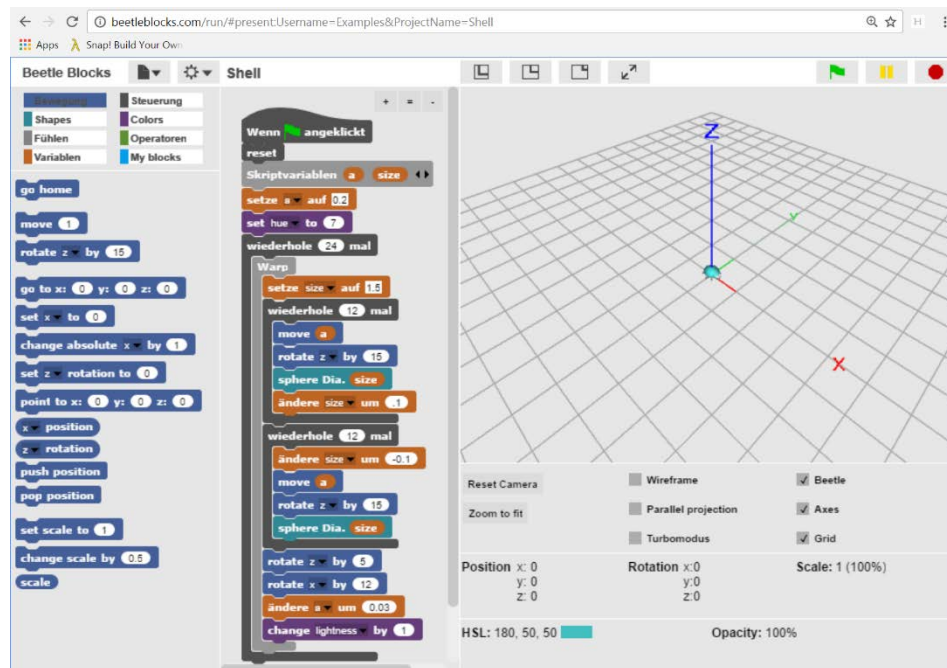 beetleblocks.com/run/#present:Username=Examples&ProjectName=Shell
H
Apps Snap! Build Your Own
Beetle Blocks
Shell
Bewegung Steuerung
Shapes Colors
Fühlen Operatoren
Variablen My blocks
go home
move 1
rotate z by 15
go to x: 0 y: 0 z: 0
set x to 0
change absolute x by 1
set z rotation to 0
point to x: 0 y: 0 z: 0
x position
z rotation
push position
pop position
set scale to 1
change scale by 0.5
scale
+ = -
Wenn angeklickt
reset
Skriptvariablen a size
setze a auf 0.2
set hue to 7
wiederhole 24 mal
Warp
setze size auf 1.5
wiederhole 12 mal
move a
rotate z by 15
sphere Dia. size
ändere size um .1
wiederhole 12 mal
ändere size um -0.1
move a
rotate z by 15
sphere Dia. size
rotate z by 5
rotate x by 12
ändere a um 0.03
change lightness by 1
Z
Y
X
Reset Camera
Zoom to fit
Wireframe
Parallel projection
Turbomodus
Beetle
Axes
Grid
Position x: 0
y: 0
z: 0
Rotation x:0
y:0
z:0
Scale: 1 (100%)
HSL: 180, 50, 50
Opacity: 100%